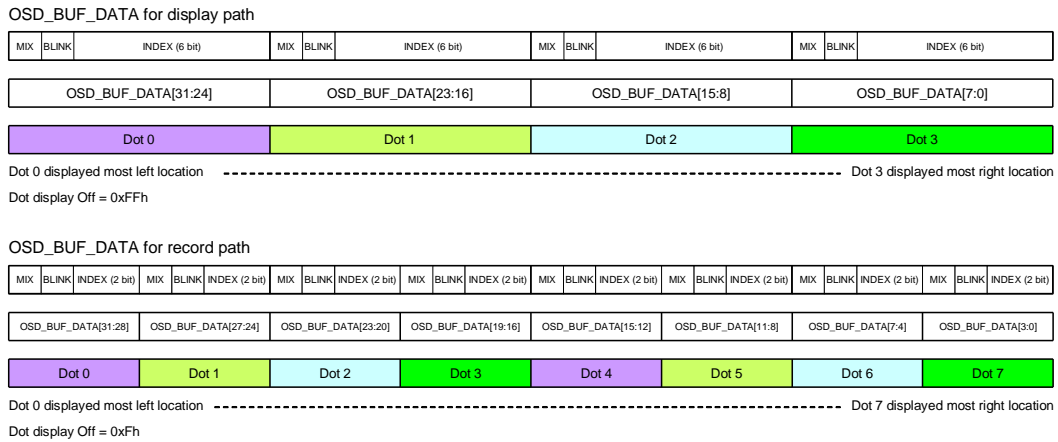 OSD_BUF_DATA for display path
MIX BLINK INDEX (6 bit) MIX BLINK INDEX (6 bit) MIX BLINK INDEX (6 bit) MIX BLINK INDEX (6 bit)
OSD_BUF_DATA[31:24] OSD_BUF_DATA[23:16] OSD_BUF_DATA[15:8] OSD_BUF_DATA[7:0]
Dot 0 Dot 1 Dot 2 Dot 3
Dot 0 displayed most left location Dot 3 displayed most right location
Dot display Off = 0xFFh
OSD_BUF_DATA for record path
MIX BLINK INDEX (2 bit) MIX BLINK INDEX (2 bit) MIX BLINK INDEX (2 bit) MIX BLINK INDEX (2 bit) MIX BLINK INDEX (2 bit) MIX BLINK INDEX (2 bit) MIX BLINK INDEX (2 bit) MIX BLINK INDEX (2 bit)
OSD_BUF_DATA[31:28] OSD_BUF_DATA[27:24] OSD_BUF_DATA[23:20] OSD_BUF_DATA[19:16] OSD_BUF_DATA[15:12] OSD_BUF_DATA[11:8] OSD_BUF_DATA[7:4] OSD_BUF_DATA[3:0]
Dot 0 Dot 1 Dot 2 Dot 3 Dot 4 Dot 5 Dot 6 Dot 7
Dot 0 displayed most left location Dot 7 displayed most right location
Dot display Off = 0xFh